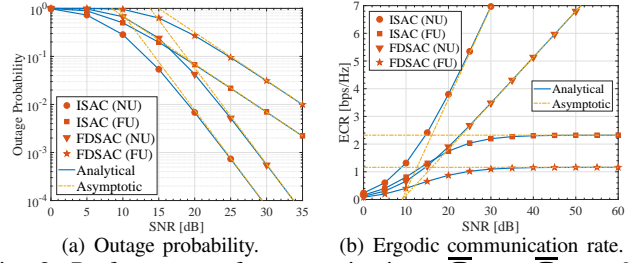 10^0
10^-1
10^-2
10^-3
10^-4
Outage Probability
ISAC (NU)
ISAC (FU)
FDSAC (NU)
FDSAC (FU)
Analytical
Asymptotic
0 5 10 15 20 25 30 35
SNR [dB]
(a) Outage probability.
7
6
5
4
3
2
1
0
ECR [bps/Hz]
ISAC (NU)
ISAC (FU)
FDSAC (NU)
FDSAC (FU)
Analytical
Asymptotic
0 10 20 30 40 50 60
SNR [dB]
(b) Ergodic communication rate.